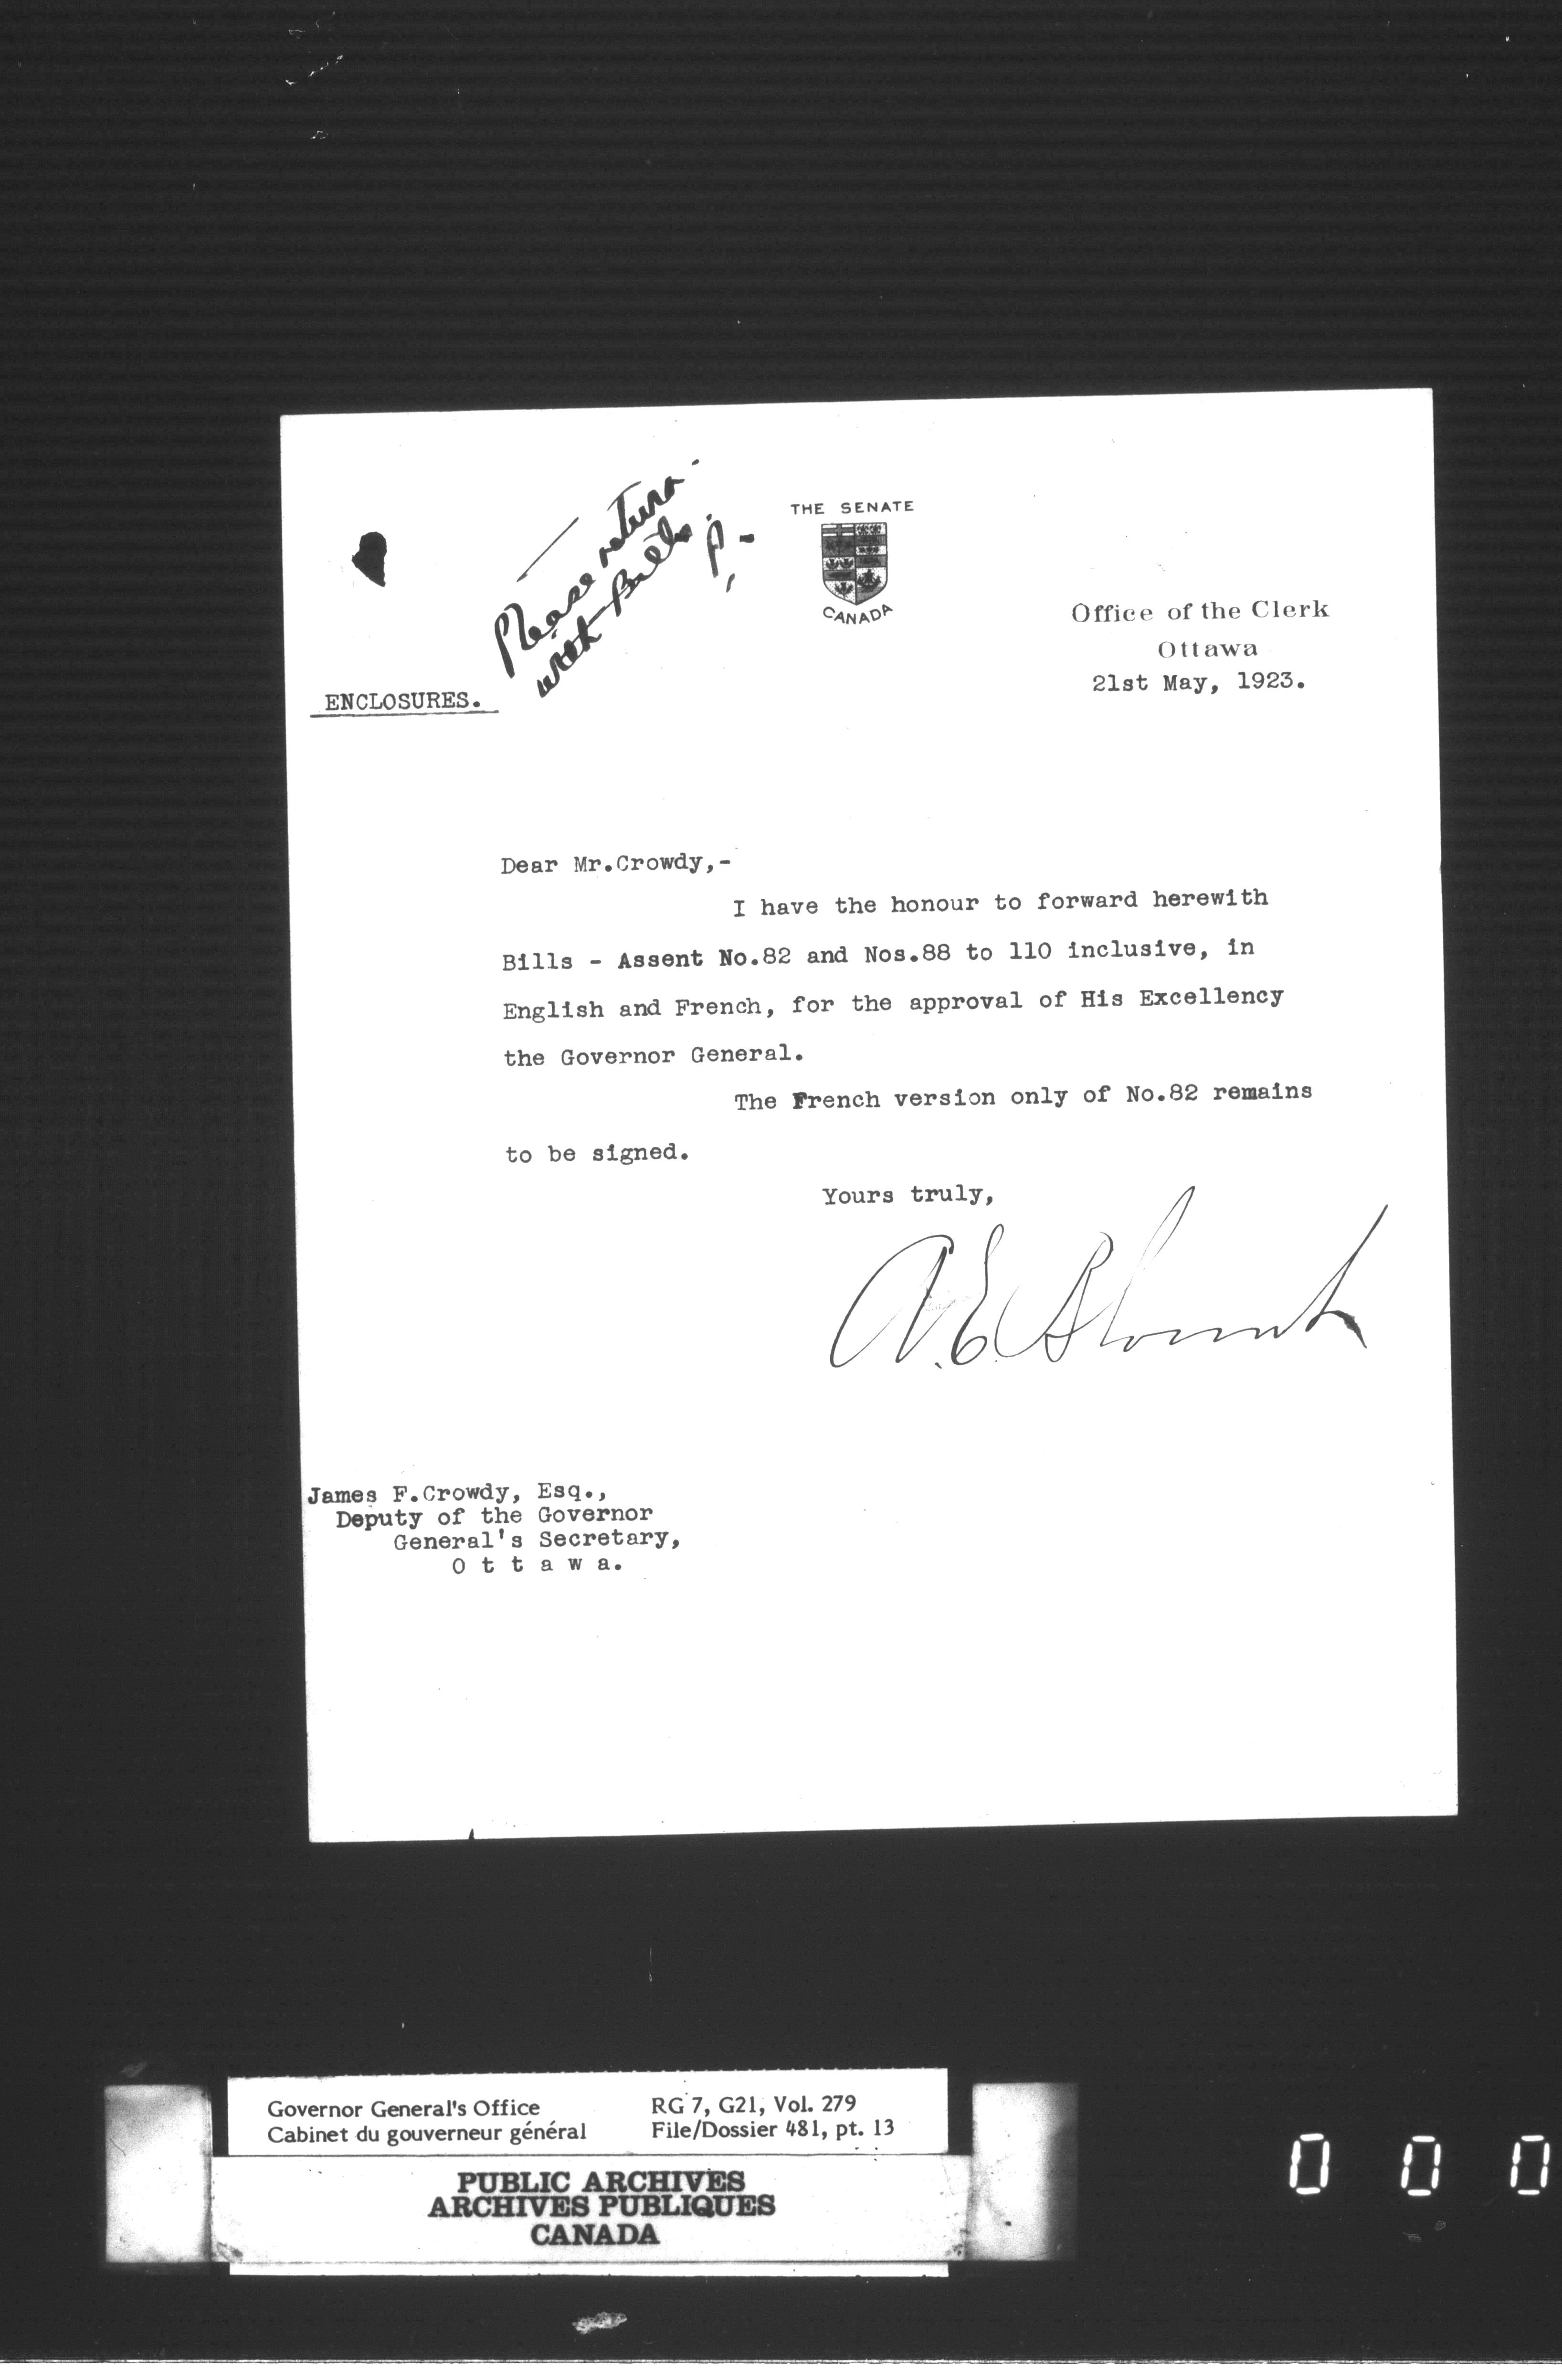 Please return
with Bills.
THE SENATE
CANADA
Office of the Clerk
Ottawa
21st May, 1923.
ENCLOSURES.
Dear Mr.Crowdy,-
I have the honour to forward herewith
Bills - Assent No.82 and Nos.88 to 110 inclusive, in
English and French, for the approval of His Excellency
the Governor General.
The French version only of No.82 remains
to be signed.
Yours truly,
A.E.Blount
James F.Crowdy, Esq.,
Deputy of the Governor
General's Secretary,
O t t a w a.
Governor General's Office
Cabinet du gouverneur général
RG 7, G21, Vol. 279
File/Dossier 481, pt. 13
PUBLIC ARCHIVES
ARCHIVES PUBLIQUES
CANADA
0 0 0